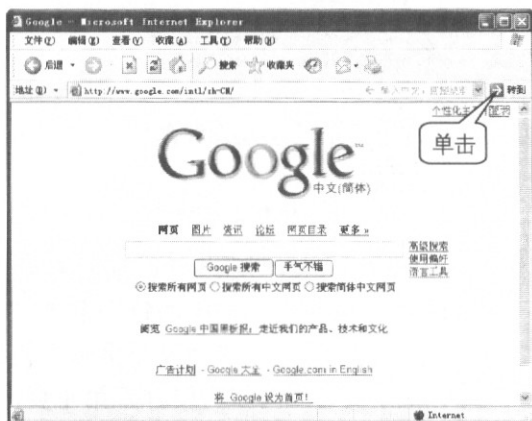 Google - Microsoft Internet Explorer
文件(F) 编辑(E) 查看(V) 收藏(A) 工具(T) 帮助(H)
后退 搜索 收藏夹
地址(D) http://www.google.com/intl/zh-CN/ 转到
单击
Google™
中文(简体)
网页 图片 资讯 论坛 网页目录 更多 »
高级搜索
使用偏好
语言工具
Google 搜索 手气不错
搜索所有网页 搜索所有中文网页 搜索简体中文网页
阅览 Google 中国黑板报：走近我们的产品、技术和文化
广告计划 - Google 大全 - Google.com in English
将 Google 设为首页！
Internet